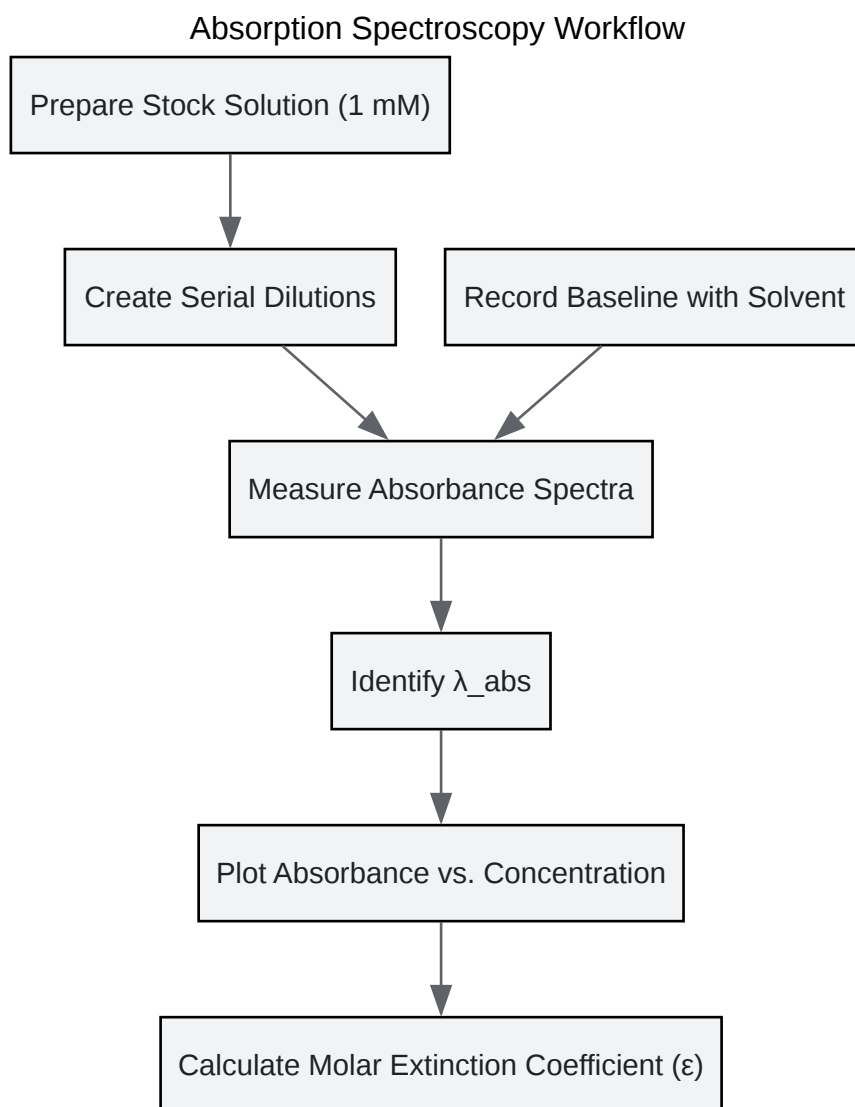 Absorption Spectroscopy Workflow
Prepare Stock Solution (1 mM)
Create Serial Dilutions
Record Baseline with Solvent
Measure Absorbance Spectra
Identify λ_abs
Plot Absorbance vs. Concentration
Calculate Molar Extinction Coefficient (ε)